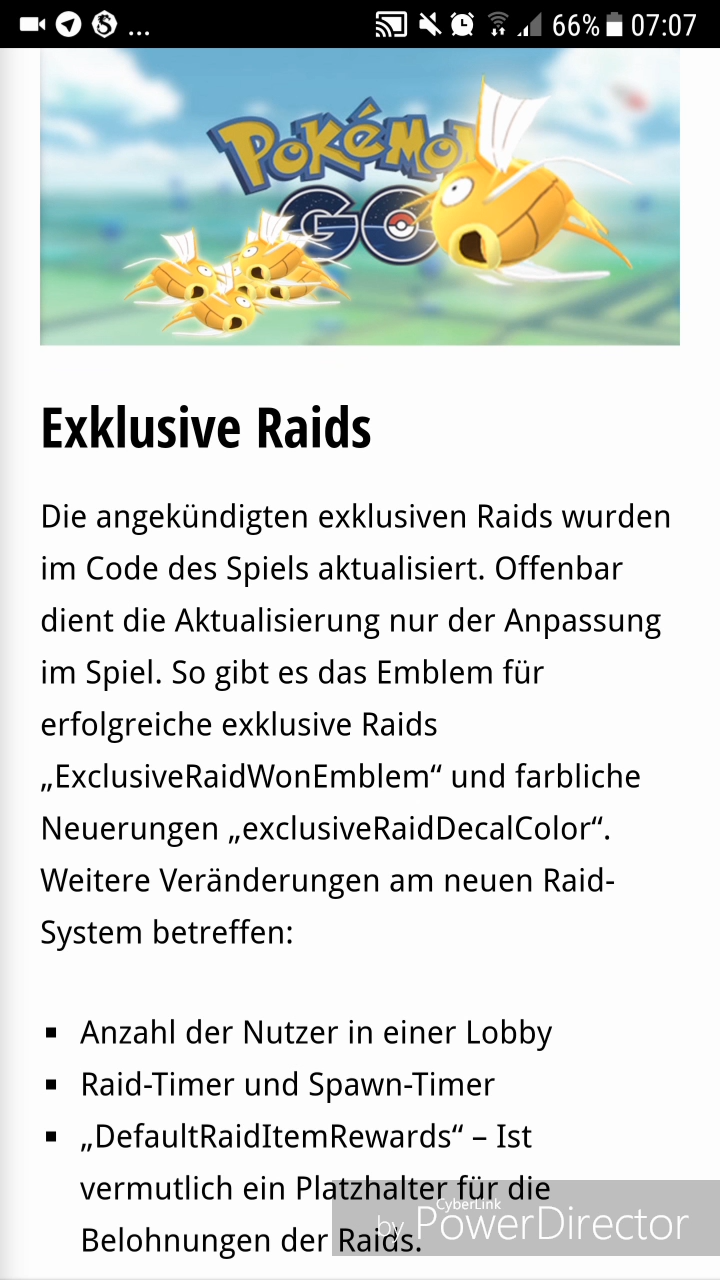 ... 66% 07:07
POKéMON
GO
Exklusive Raids
Die angekündigten exklusiven Raids wurden
im Code des Spiels aktualisiert. Offenbar
dient die Aktualisierung nur der Anpassung
im Spiel. So gibt es das Emblem für
erfolgreiche exklusive Raids
„ExclusiveRaidWonEmblem“ und farbliche
Neuerungen „exclusiveRaidDecalColor“.
Weitere Veränderungen am neuen Raid-
System betreffen:
▪ Anzahl der Nutzer in einer Lobby
▪ Raid-Timer und Spawn-Timer
▪ „DefaultRaidItemRewards“ – Ist
vermutlich ein Platzhalter für die
Belohnungen der Raids.
CyberLink
by PowerDirector